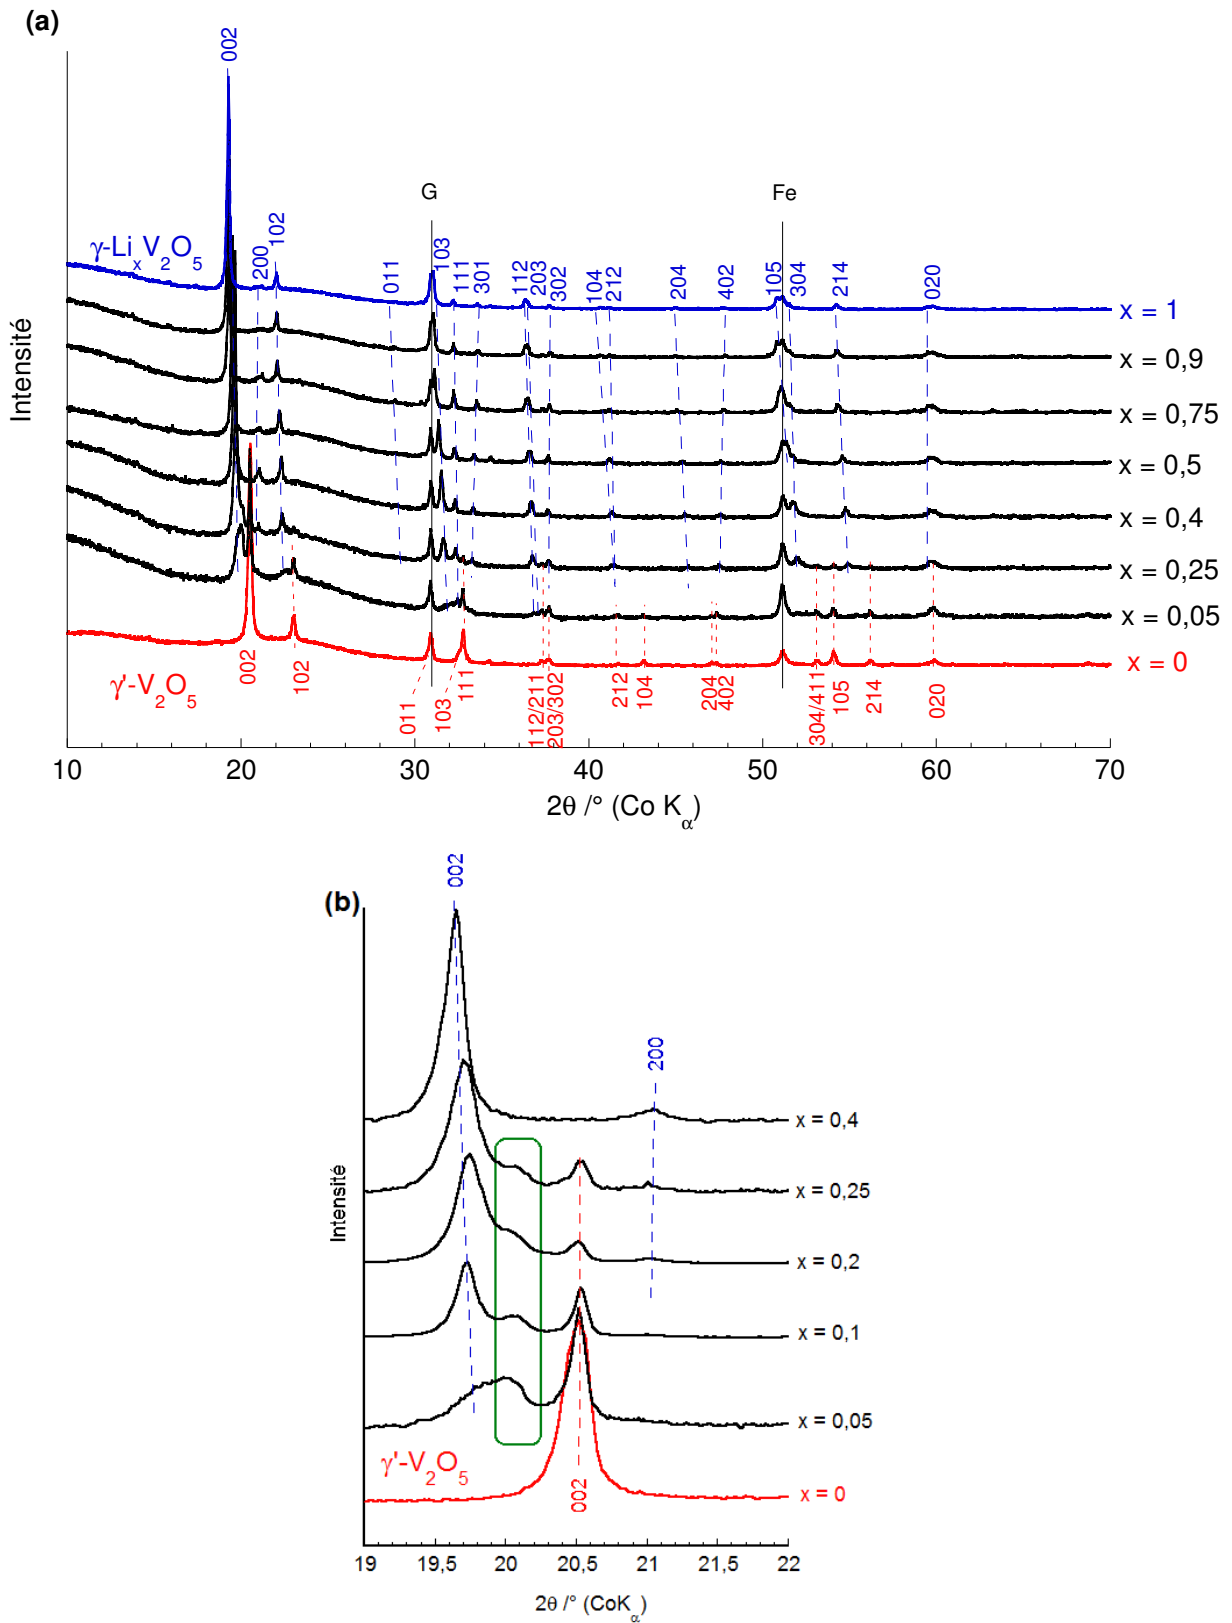 (a)
002
G
Fe
γ-LiₓV₂O₅
200
102
011
103
111
301
112
203
302
104
212
204
402
105
304
214
020
x = 1
x = 0,9
x = 0,75
x = 0,5
x = 0,4
x = 0,25
x = 0,05
x = 0
Intensité
γ'-V₂O₅
002
102
011
103
111
112/211
203/302
212
104
204
402
304/411
105
214
020
10
20
30
40
50
60
70
2θ /° (Co Kα)
(b)
002
200
x = 0,4
x = 0,25
x = 0,2
x = 0,1
x = 0,05
x = 0
Intensité
γ'-V₂O₅
002
19
19,5
20
20,5
21
21,5
22
2θ /° (CoKα)